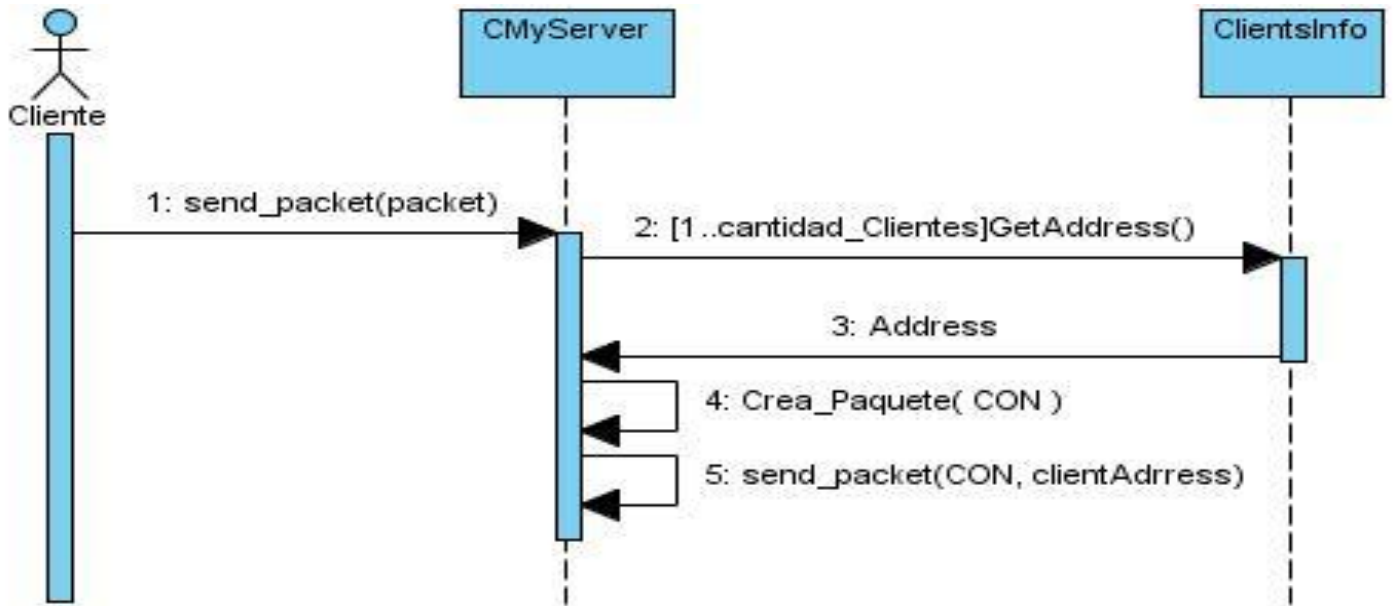 CMyServer
ClientsInfo
Cliente
1: send_packet(packet)
2: [1..cantidad_Clientes]GetAddress()
3: Address
4: Crea_Paquete( CON )
5: send_packet(CON, clientAdrress)